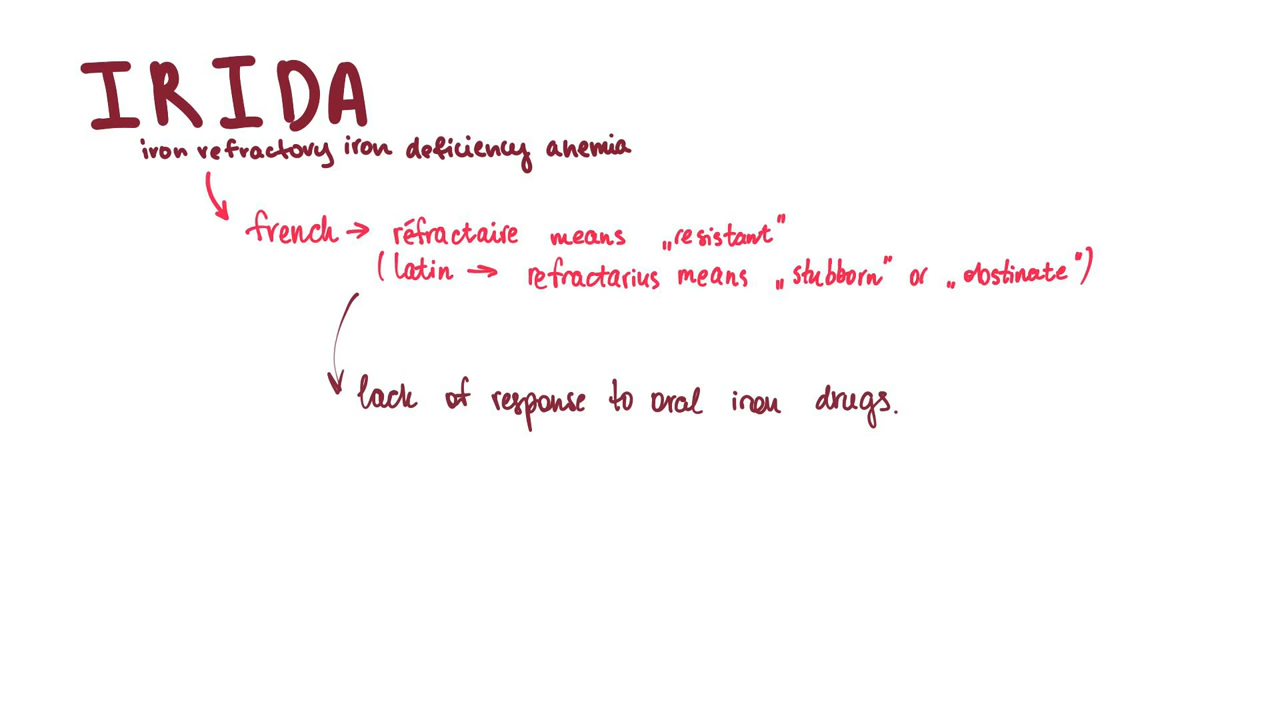 IRIDA
iron refractory iron deficiency anemia
french → réfractaire means „resistant”
(latin → refractarius means „stubborn” or „obstinate”)
lack of response to oral iron drugs.